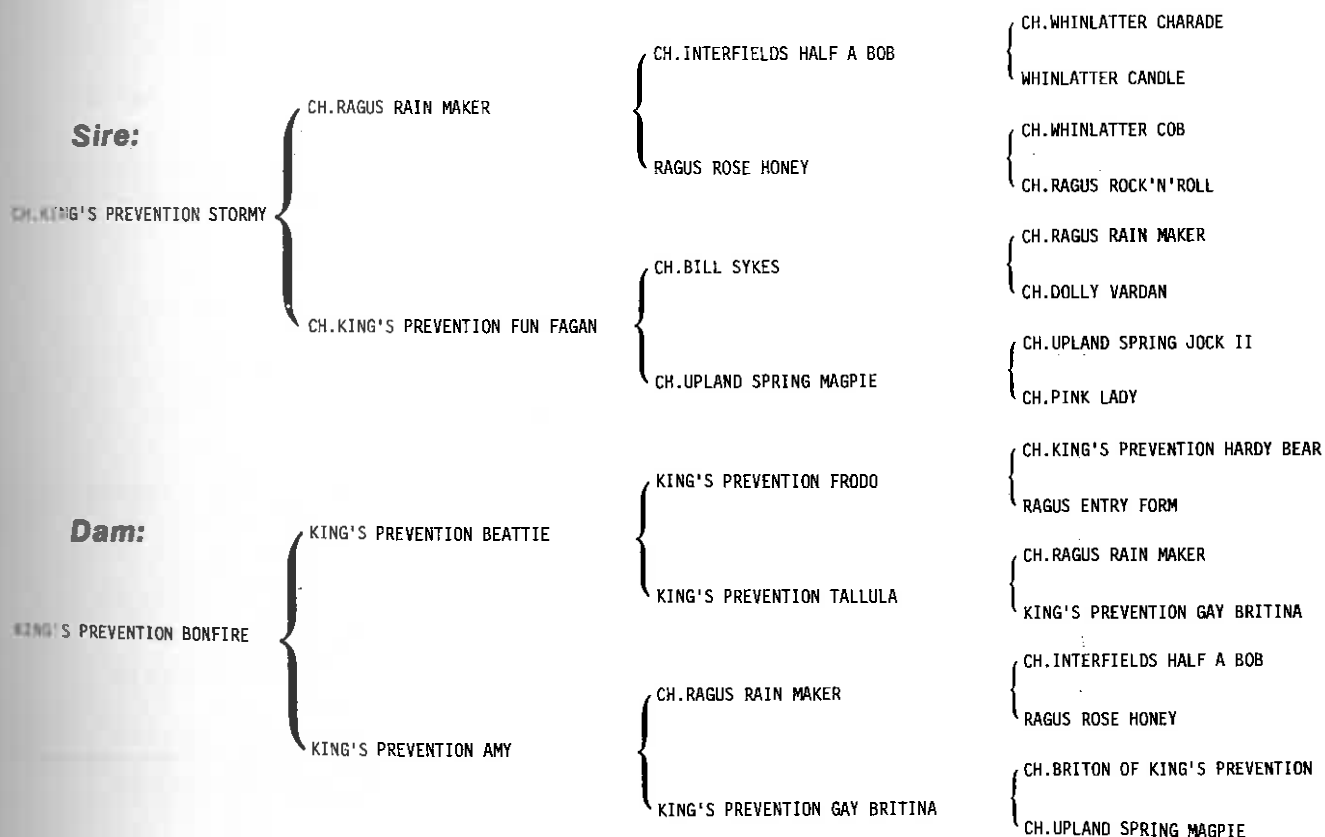 CH.WHINLATTER CHARADE
CH.INTERFIELDS HALF A BOB
WHINLATTER CANDLE
CH.RAGUS RAIN MAKER
Sire:
CH.WHINLATTER COB
RAGUS ROSE HONEY
CH.RAGUS ROCK'N'ROLL
CH.KING'S PREVENTION STORMY
CH.RAGUS RAIN MAKER
CH.BILL SYKES
CH.DOLLY VARDAN
CH.KING'S PREVENTION FUN FAGAN
CH.UPLAND SPRING JOCK II
CH.UPLAND SPRING MAGPIE
CH.PINK LADY
CH.KING'S PREVENTION HARDY BEAR
KING'S PREVENTION FRODO
RAGUS ENTRY FORM
Dam:
KING'S PREVENTION BEATTIE
CH.RAGUS RAIN MAKER
KING'S PREVENTION TALLULA
KING'S PREVENTION GAY BRITINA
KING'S PREVENTION BONFIRE
CH.INTERFIELDS HALF A BOB
CH.RAGUS RAIN MAKER
RAGUS ROSE HONEY
KING'S PREVENTION AMY
CH.BRITON OF KING'S PREVENTION
KING'S PREVENTION GAY BRITINA
CH.UPLAND SPRING MAGPIE